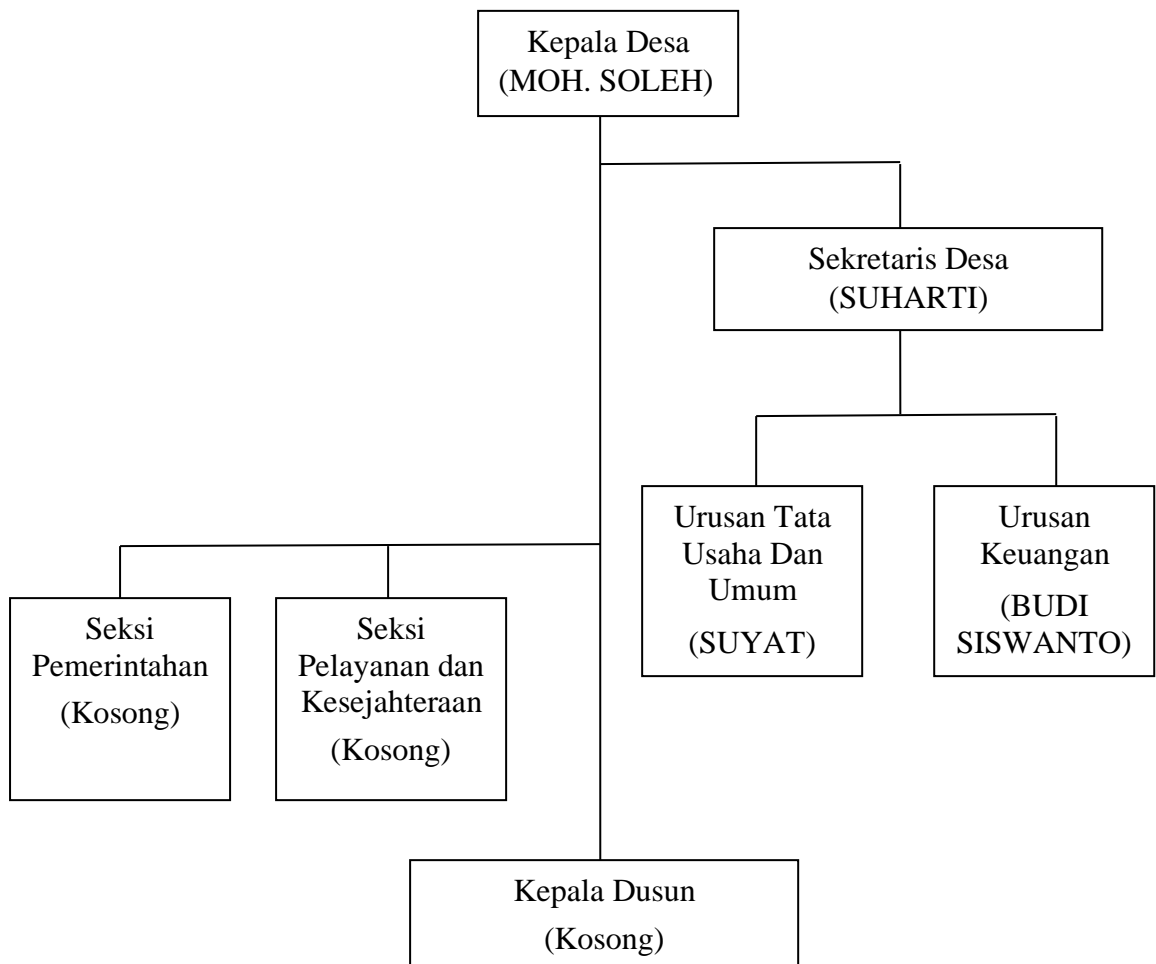 Kepala Desa
(MOH. SOLEH)
Sekretaris Desa
(SUHARTI)
Urusan Tata
Usaha Dan
Umum
(SUYAT)
Urusan
Keuangan
(BUDI
SISWANTO)
Seksi
Pemerintahan
(Kosong)
Seksi
Pelayanan dan
Kesejahteraan
(Kosong)
Kepala Dusun
(Kosong)